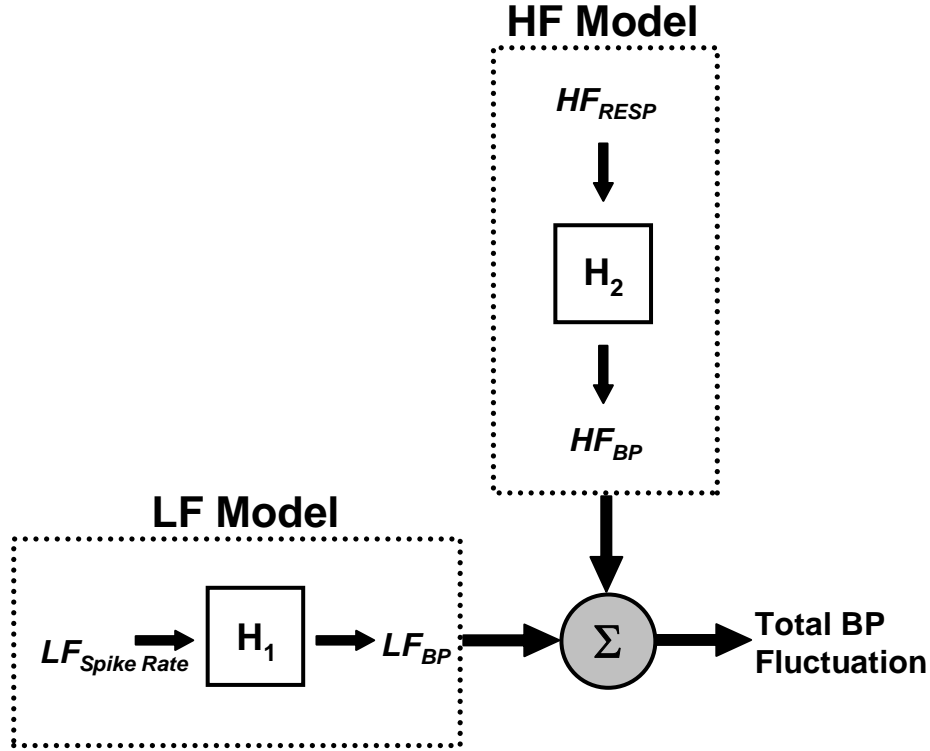 HF Model
HF_RESP
H_2
HF_BP
LF Model
LF_Spike Rate
H_1
LF_BP
Σ
Total BP
Fluctuation